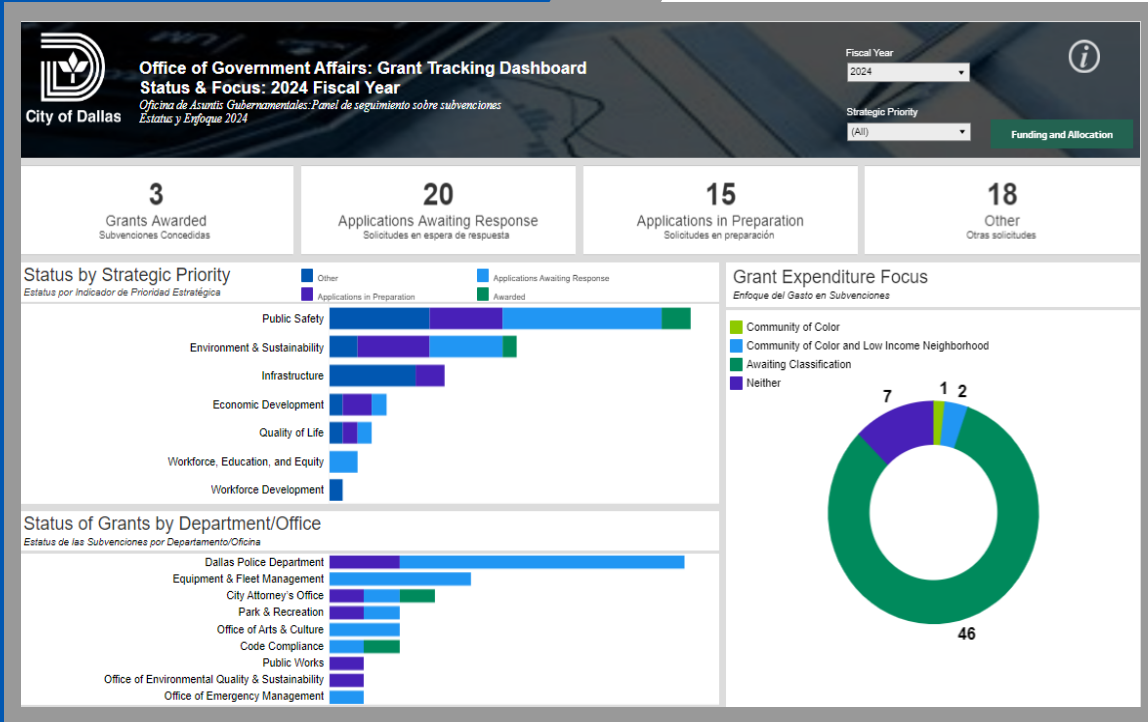 City of Dallas
Office of Government Affairs: Grant Tracking Dashboard
Status & Focus: 2024 Fiscal Year
Oficina de Asuntis Gubernamentales:Panel de seguimiento sobre subvenciones
Estatus y Enfoque 2024
Fiscal Year
2024
Strategic Priority
(All)
i
Funding and Allocation
3
Grants Awarded
Subvenciones Concedidas
20
Applications Awaiting Response
Solicitudes en espera de respuesta
15
Applications in Preparation
Solicitudes en preparación
18
Other
Otras solicitudes
Status by Strategic Priority
Estatus por Indicador de Prioridad Estratégica
Other
Applications Awaiting Response
Applications in Preparation
Awarded
Public Safety
Environment & Sustainability
Infrastructure
Economic Development
Quality of Life
Workforce, Education, and Equity
Workforce Development
Status of Grants by Department/Office
Estatus de las Subvenciones por Departamento/Oficina
Dallas Police Department
Equipment & Fleet Management
City Attorney's Office
Park & Recreation
Office of Arts & Culture
Code Compliance
Public Works
Office of Environmental Quality & Sustainability
Office of Emergency Management
Grant Expenditure Focus
Enfoque del Gasto en Subvenciones
Community of Color
Community of Color and Low Income Neighborhood
Awaiting Classification
Neither
7
1
2
46